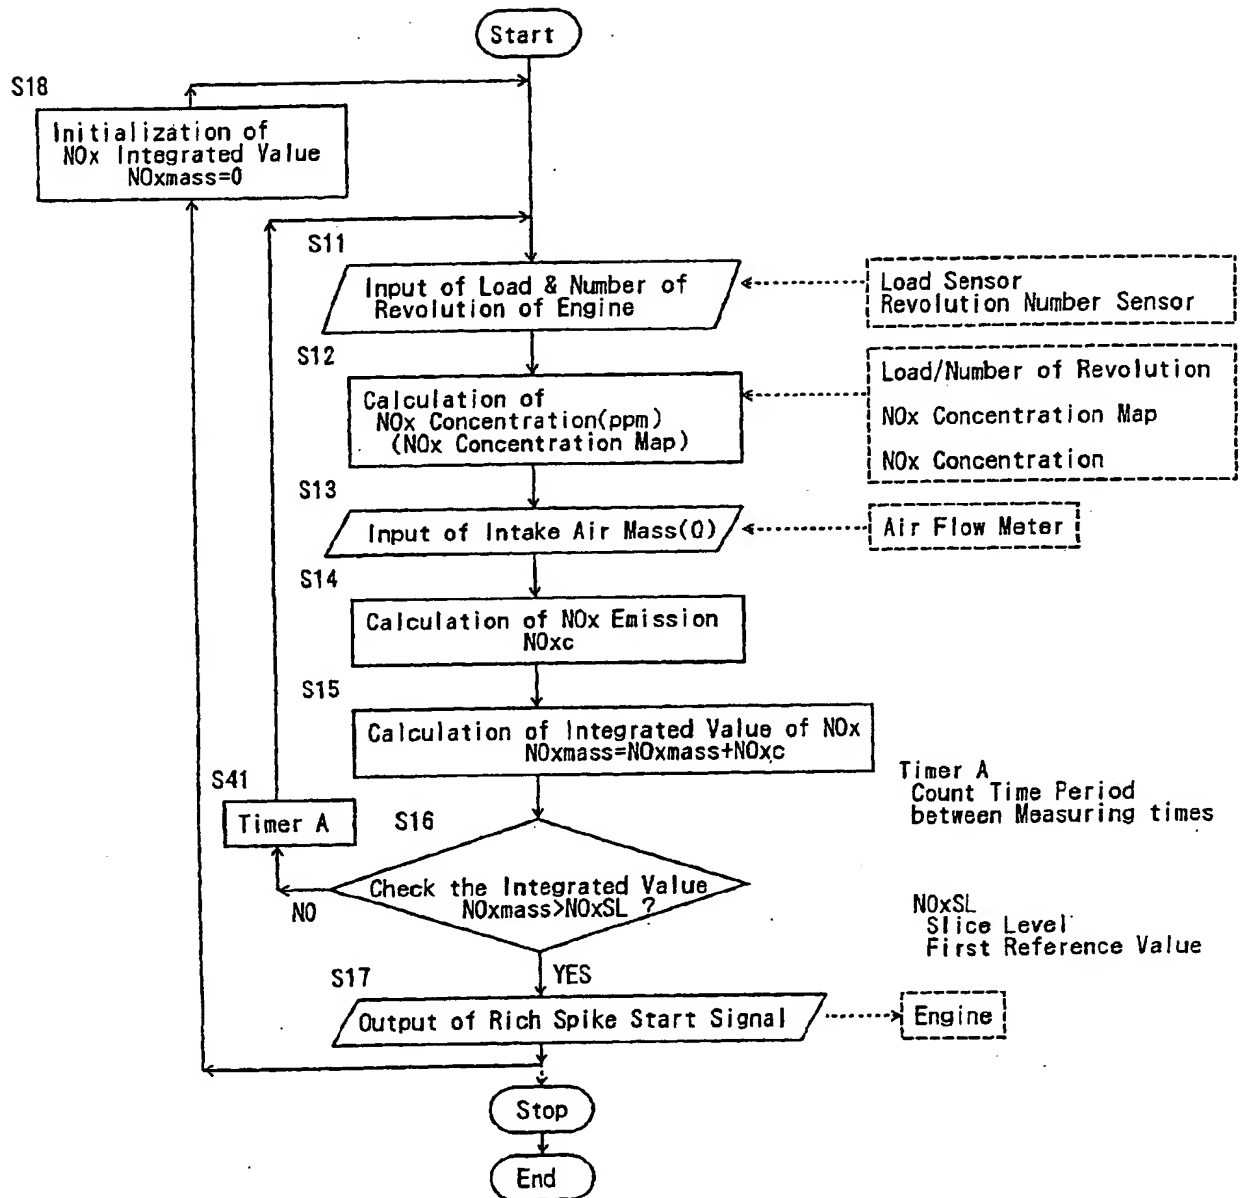 Start
S18
Initialization of
NOx Integrated Value
NOxmass=0
S11
Input of Load & Number of
Revolution of Engine
Load Sensor
Revolution Number Sensor
S12
Calculation of
NOx Concentration(ppm)
(NOx Concentration Map)
Load/Number of Revolution
NOx Concentration Map
NOx Concentration
S13
Input of Intake Air Mass(Q)
Air Flow Meter
S14
Calculation of NOx Emission
NOxc
S15
Calculation of Integrated Value of NOx
NOxmass=NOxmass+NOxc
S41
Timer A
Timer A
Count Time Period
between Measuring times
S16
Check the Integrated Value
NOxmass>NOxSL ?
NO
YES
NOxSL
Slice Level
First Reference Value
S17
Output of Rich Spike Start Signal
Engine
Stop
End